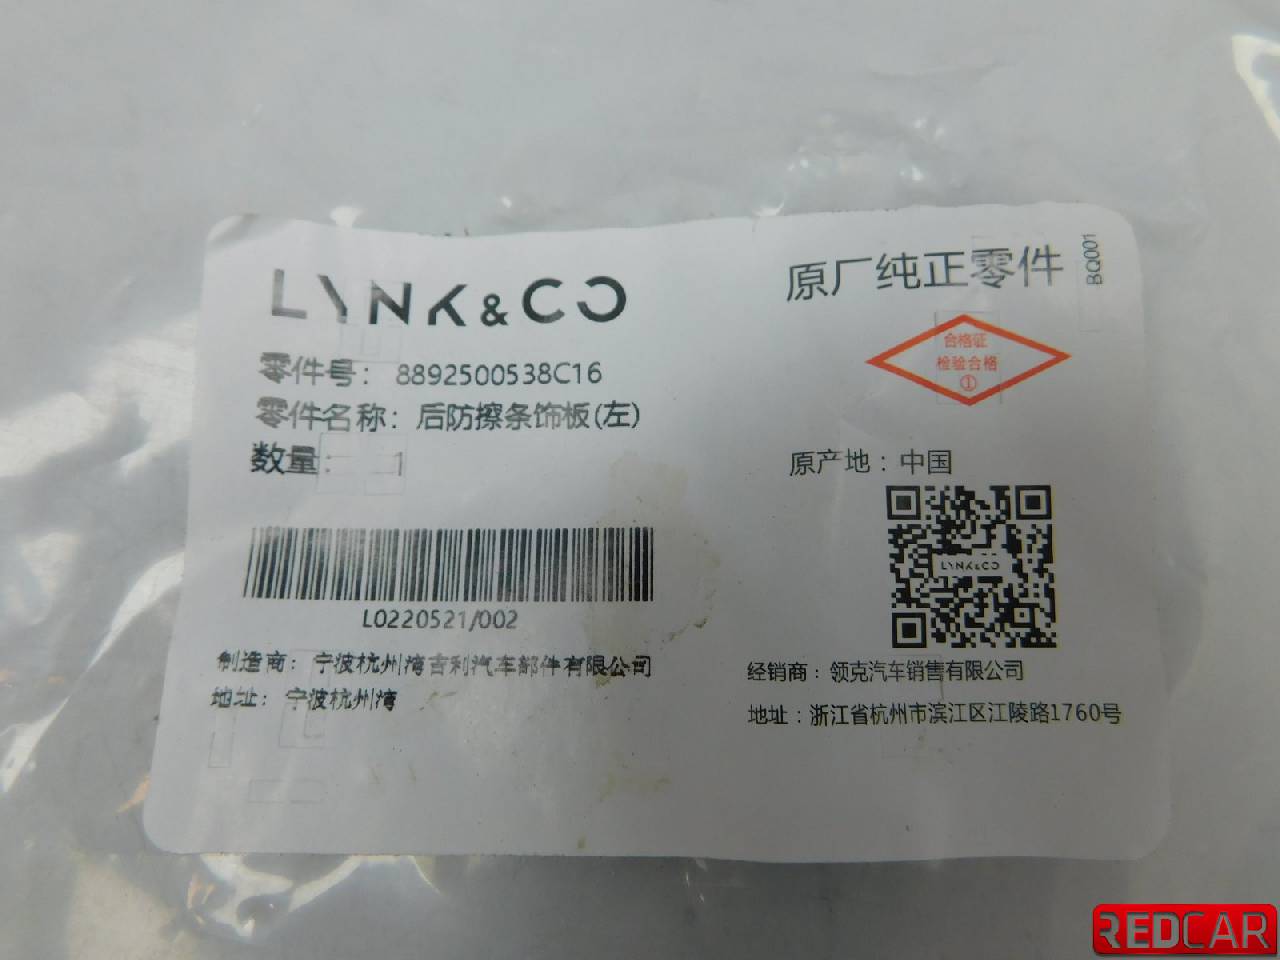 LYNK&CO
原厂纯正零件
BQ001
合格证
检验合格
①
零件号： 8892500538C16
零件名称：后防擦条饰板(左)
数量： 1
原产地：中国
LYNK&CO
L0220521/002
制造商：宁波杭州湾吉利汽车部件有限公司
地址：宁波杭州湾
经销商：领克汽车销售有限公司
地址：浙江省杭州市滨江区江陵路1760号
REDCAR